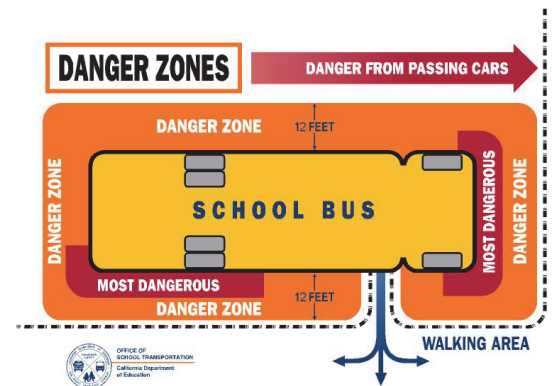 DANGER ZONES
DANGER FROM PASSING CARS
DANGER ZONE
12 FEET
DANGER ZONE
SCHOOL BUS
MOST DANGEROUS
DANGER ZONE
MOST DANGEROUS
DANGER ZONE
12 FEET
WALKING AREA
OFFICE OF
SCHOOL TRANSPORTATION
California Department
of Education